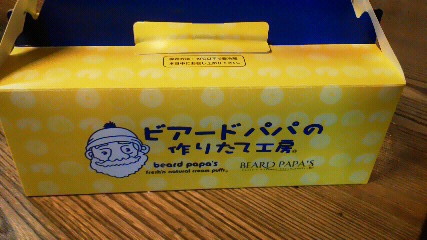 ビアードパパの
作りたて工房
beard papa's
fresh'n natural cream puffs
BEARD PAPA'S